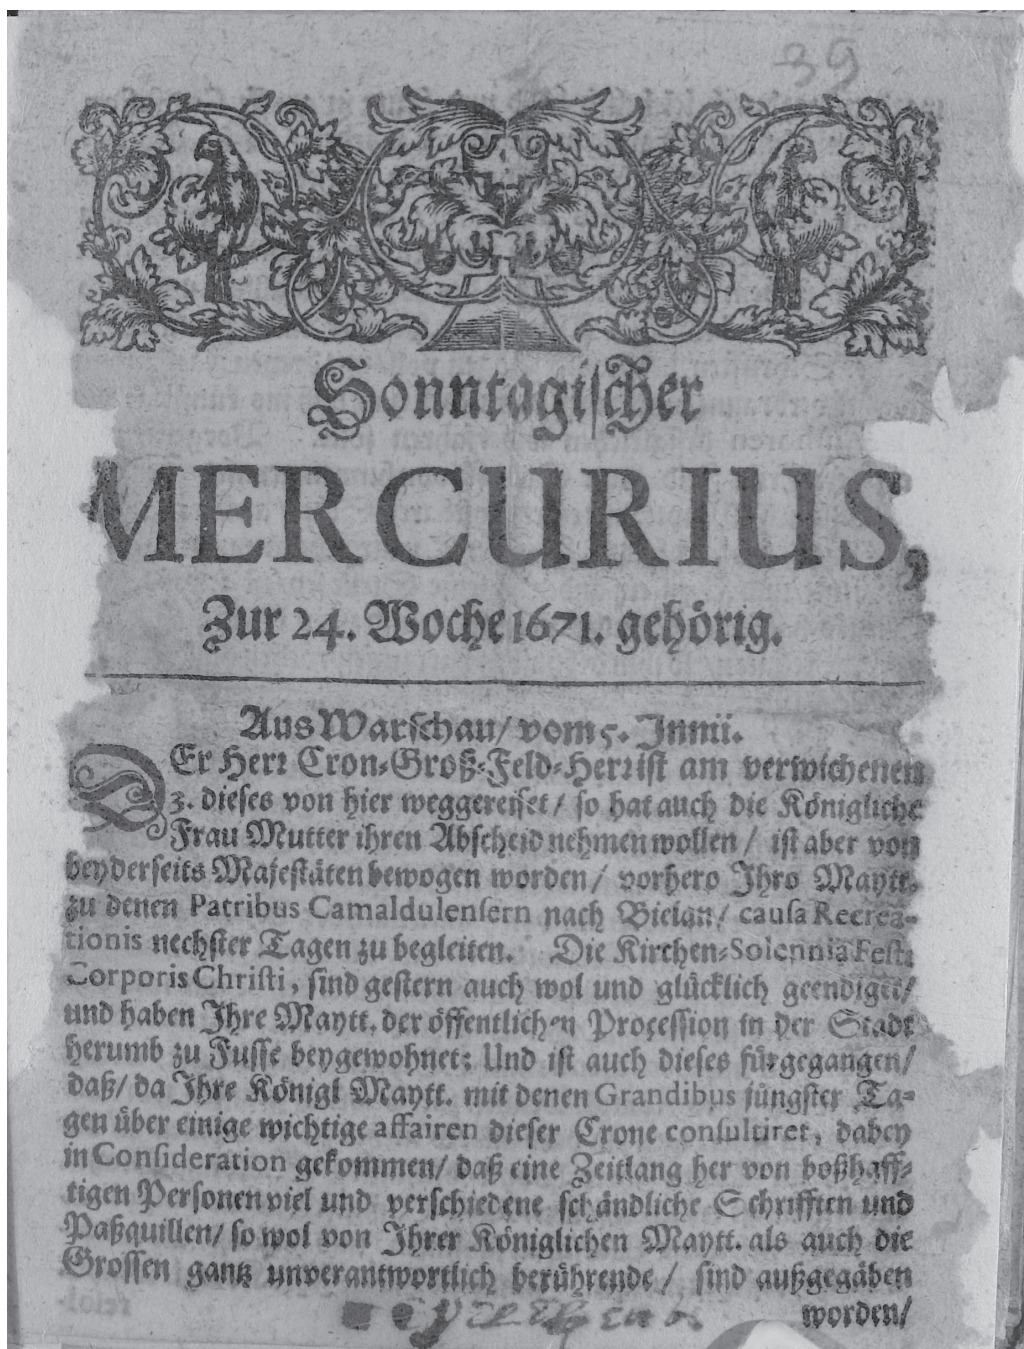 39
Sonntagischer
MERCURIUS,
Zur 24. Woche 1671. gehörig.
Aus Warschau/ vom 5. Junii.
DEr Herr Cron-Groß-Feld-Herr ist am verwichenen
3. dieses von hier weggereiset/ so hat auch die Königliche
Frau Mutter ihren Abscheid nehmen wollen/ ist aber von
beyderseits Majestäten bewogen worden/ vorhero Ihro Maytt.
zu denen Patribus Camaldulensern nach Bielan/ causa Recrea-
tionis nechster Tagen zu begleiten. Die Kirchen-Solennia Fest:
Corporis Christi, sind gestern auch wol und glücklich geendigtt/
und haben Ihre Maytt. der öffentlichen Procession in der Stadt
herumb zu Fusse beygewohnet: Und ist auch dieses fürgegangen/
daß/ da Ihre Königl Maytt. mit denen Grandibus jüngster Ta-
gen über einige wichtige affairen dieser Crone consultiret, dabey
in Consideration gekommen/ daß eine Zeitlang her von boßhaff-
tigen Personen viel und verschiedene schändliche Schrifften und
Paßquillen/ so wol von Ihrer Königlichen Maytt. als auch die
Grossen gantz unverantwortlich berührende/ sind außgegäben
worden/